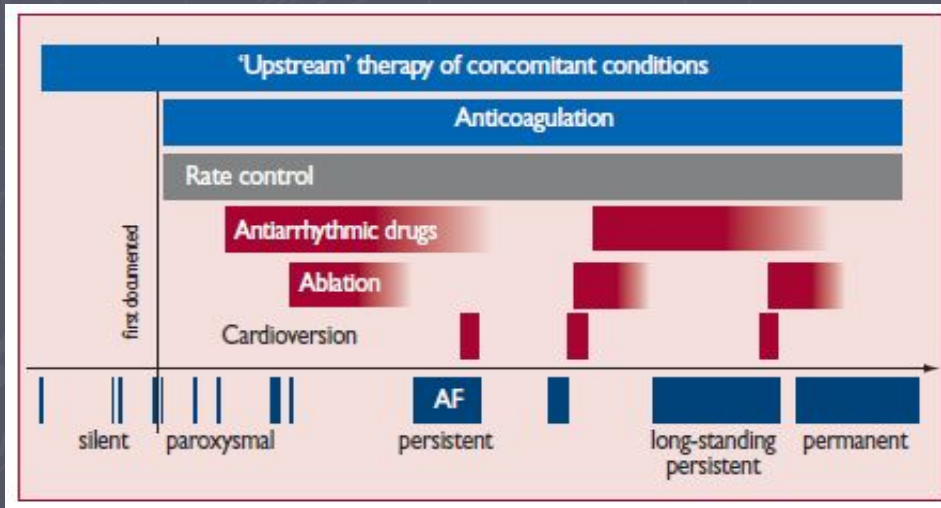 'Upstream' therapy of concomitant conditions
Anticoagulation
Rate control
Antiarrhythmic drugs
Ablation
Cardioversion
first documented
AF
silent
paroxysmal
persistent
long-standing
persistent
permanent